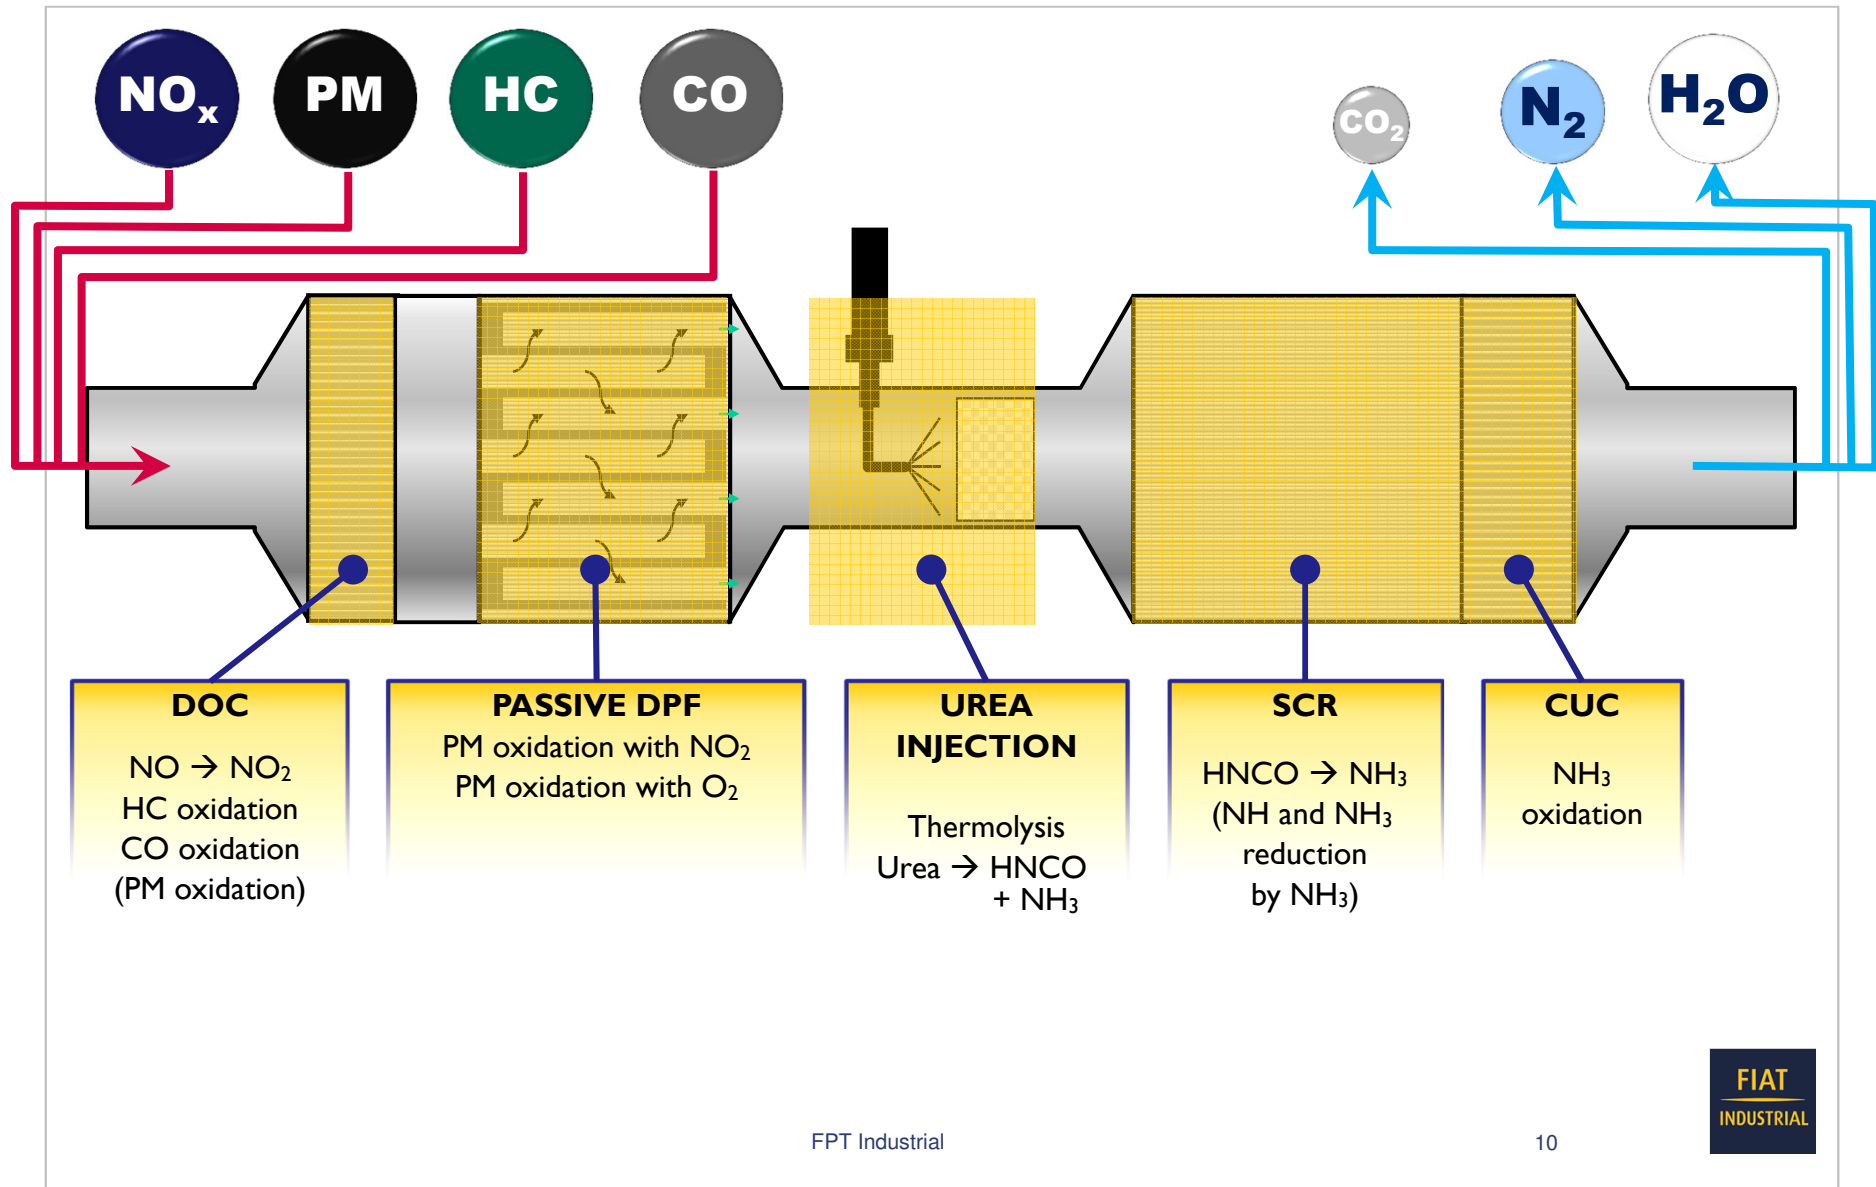 NOx
PM
HC
CO
CO2
N2
H2O
DOC
NO → NO2
HC oxidation
CO oxidation
(PM oxidation)
PASSIVE DPF
PM oxidation with NO2
PM oxidation with O2
UREA
INJECTION
Thermolysis
Urea → HNCO
+ NH3
SCR
HNCO → NH3
(NH and NH3
reduction
by NH3)
CUC
NH3
oxidation
FIAT
INDUSTRIAL
FPT Industrial
10